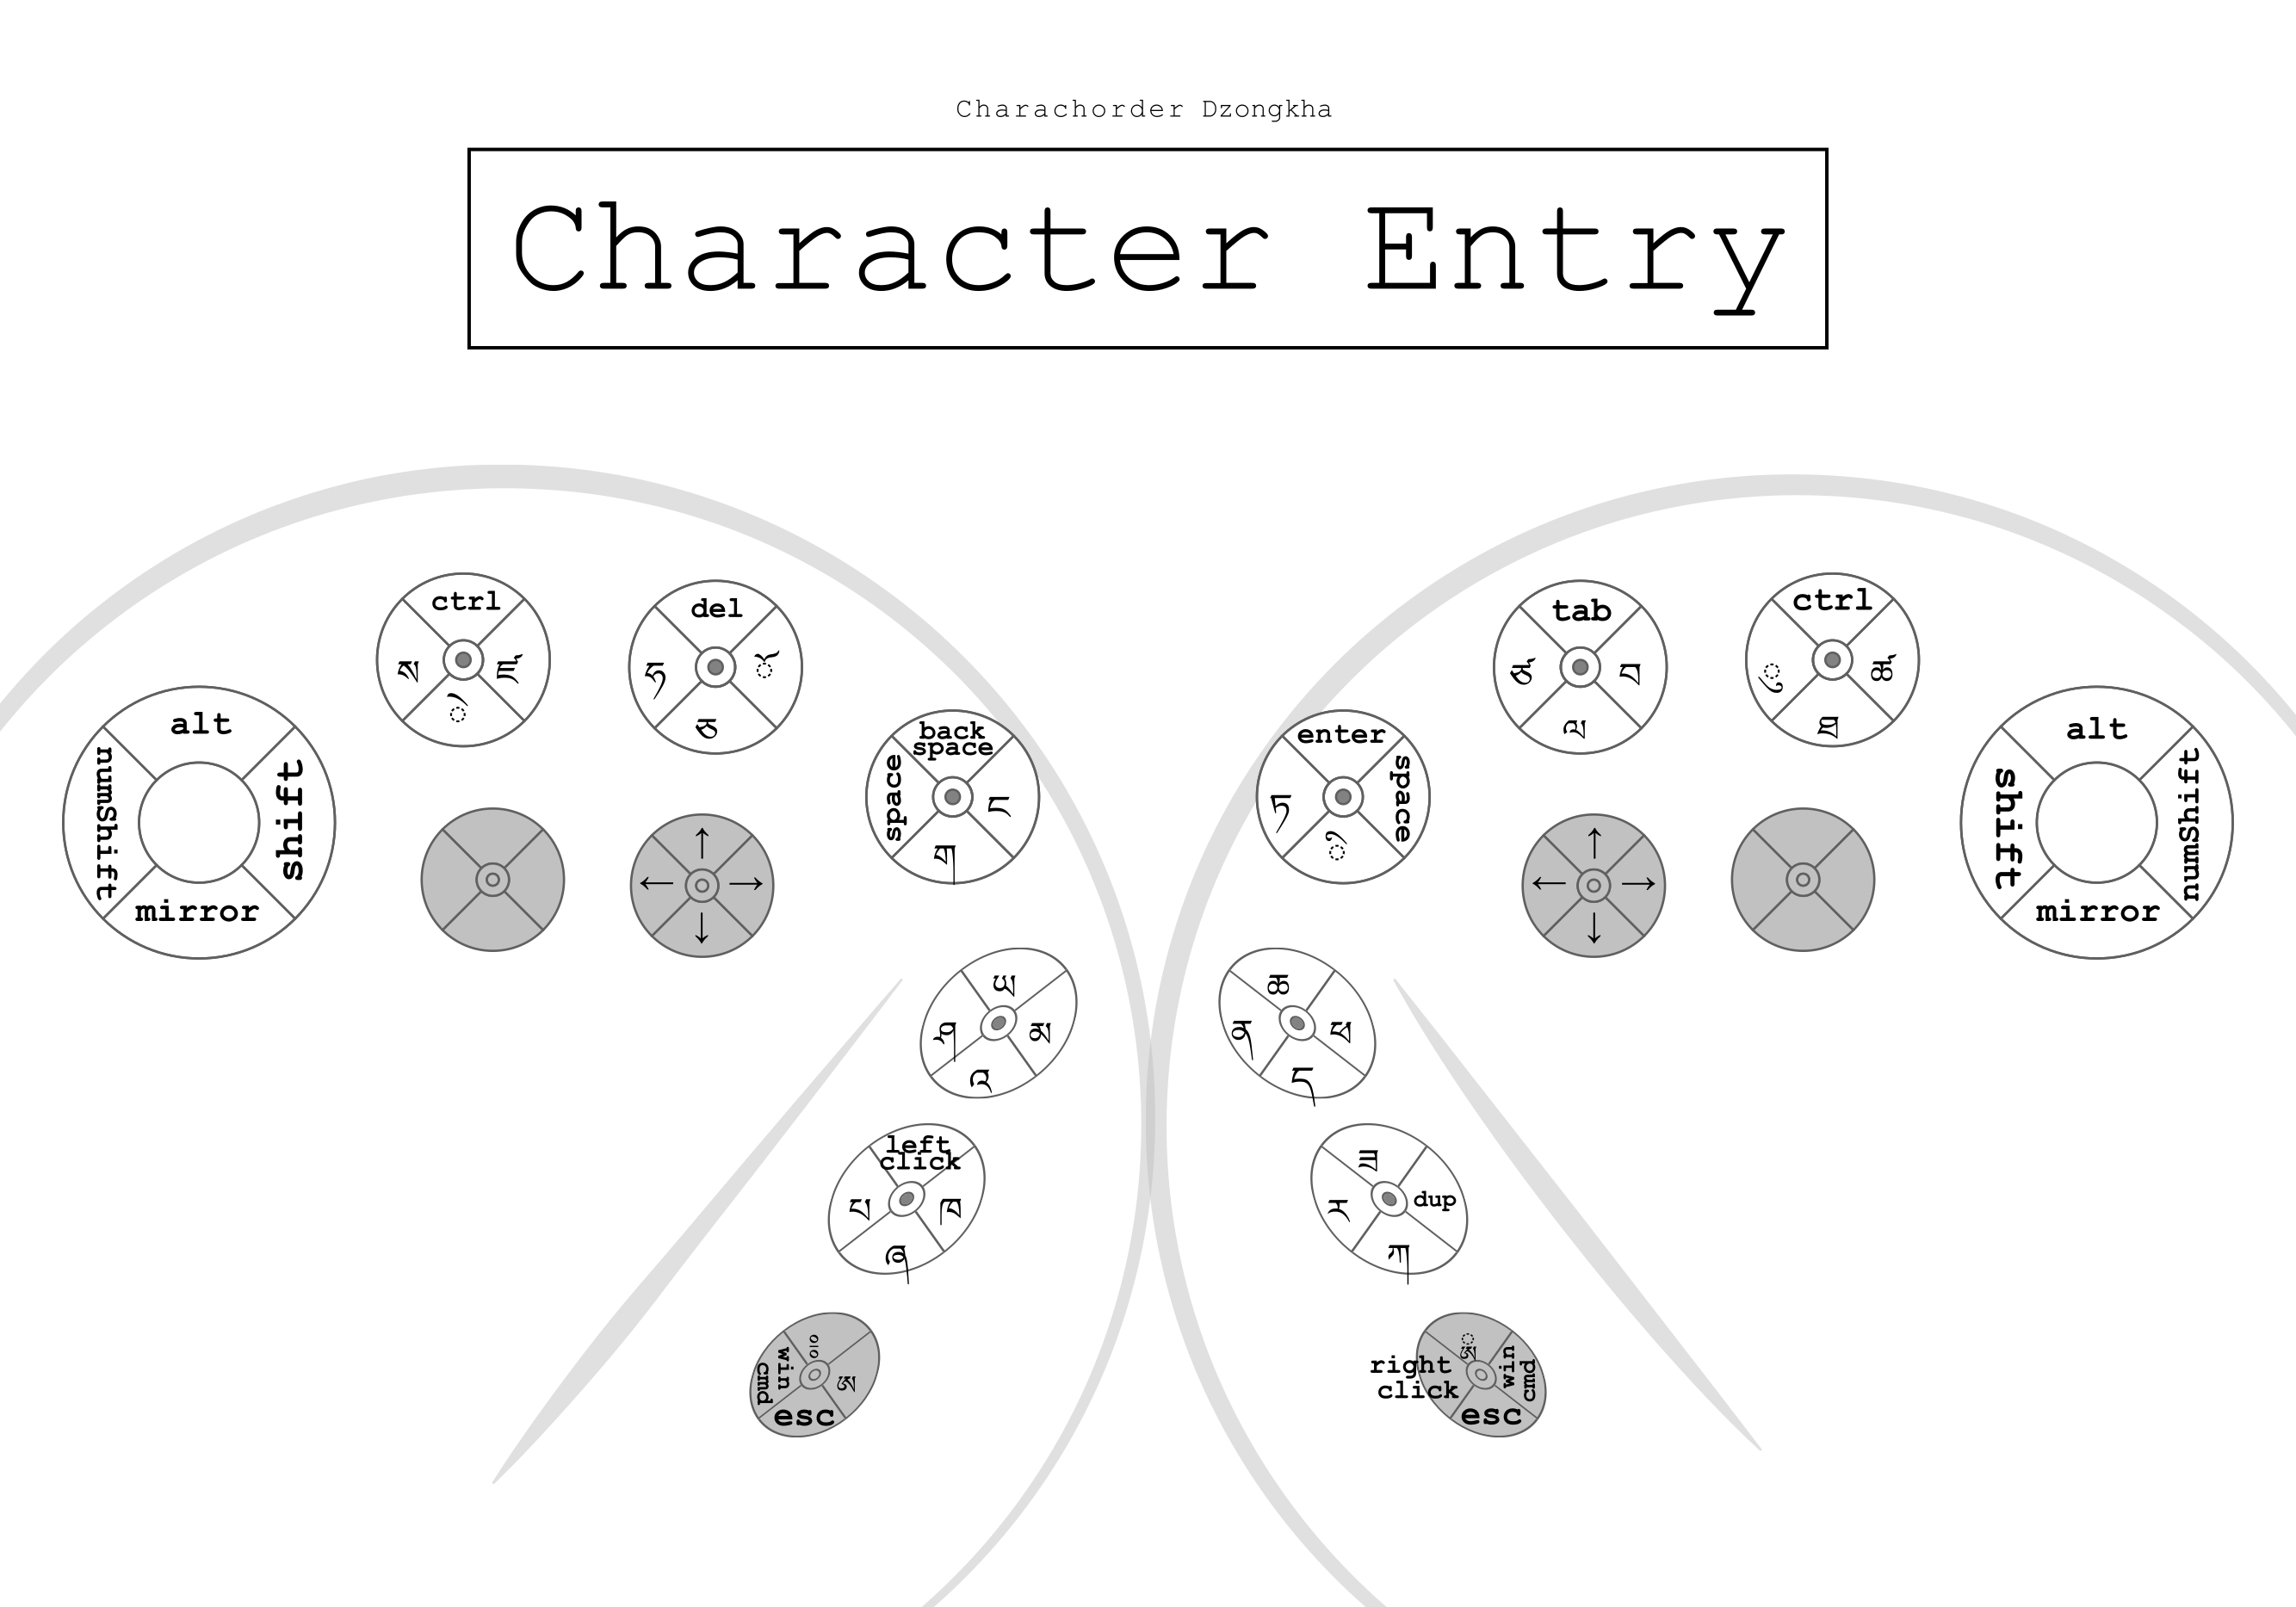 Charachorder Dzongkha
Character Entry
ctrl
ས ཛ
ེ
del
ཧ ོ
ཅ
back
space
space ང
ག
alt
numShift shift
mirror
↑
← →
↓
ཡ
ཤ མ
འ
left
click
པ ཁ
ཞ
win
cmd
ཨ
esc
enter
ཏ space
ི
tab
ཙ བ
ལ
ctrl
ུ ཚ
ཐ
alt
shift numShift
mirror
↑
← →
↓
ཆ
ན ཕ
ད
ཟ
ར dup
ཀ
right
click
win
cmd
esc